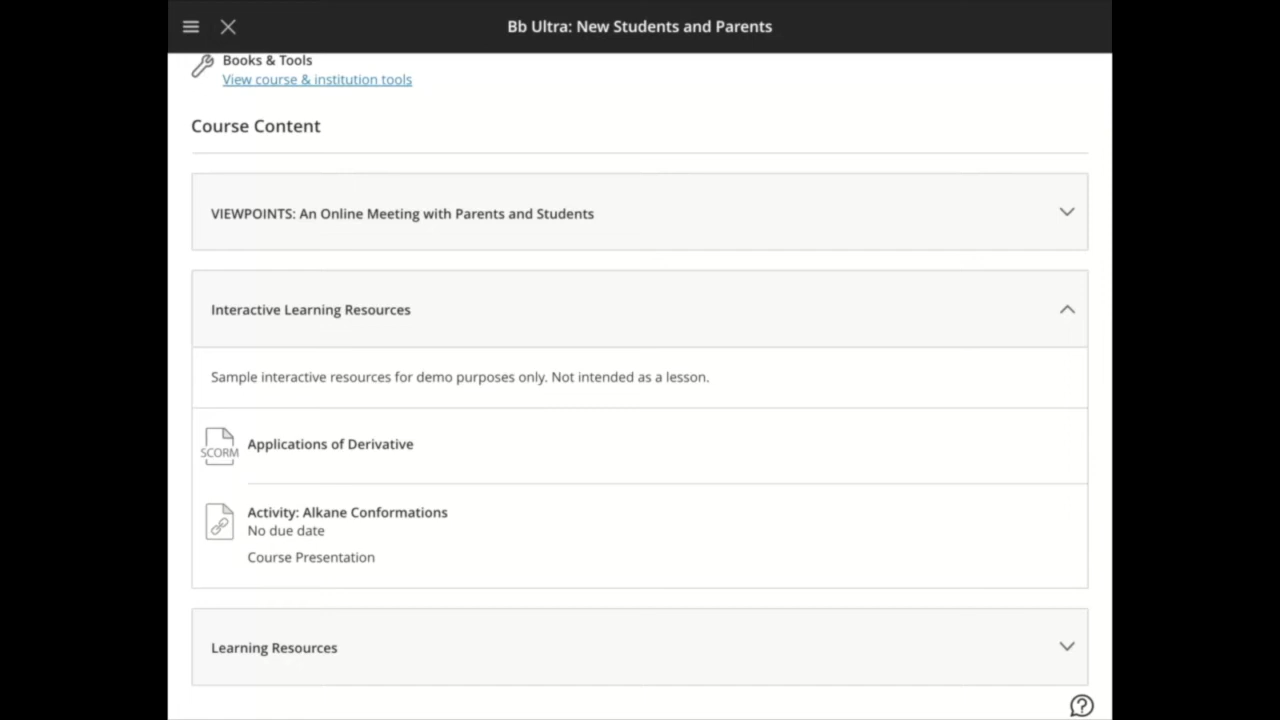 Bb Ultra: New Students and Parents
Books & Tools
View course & institution tools
Course Content
VIEWPOINTS: An Online Meeting with Parents and Students
Interactive Learning Resources
Sample interactive resources for demo purposes only. Not intended as a lesson.
SCORM
Applications of Derivative
Activity: Alkane Conformations
No due date
Course Presentation
Learning Resources